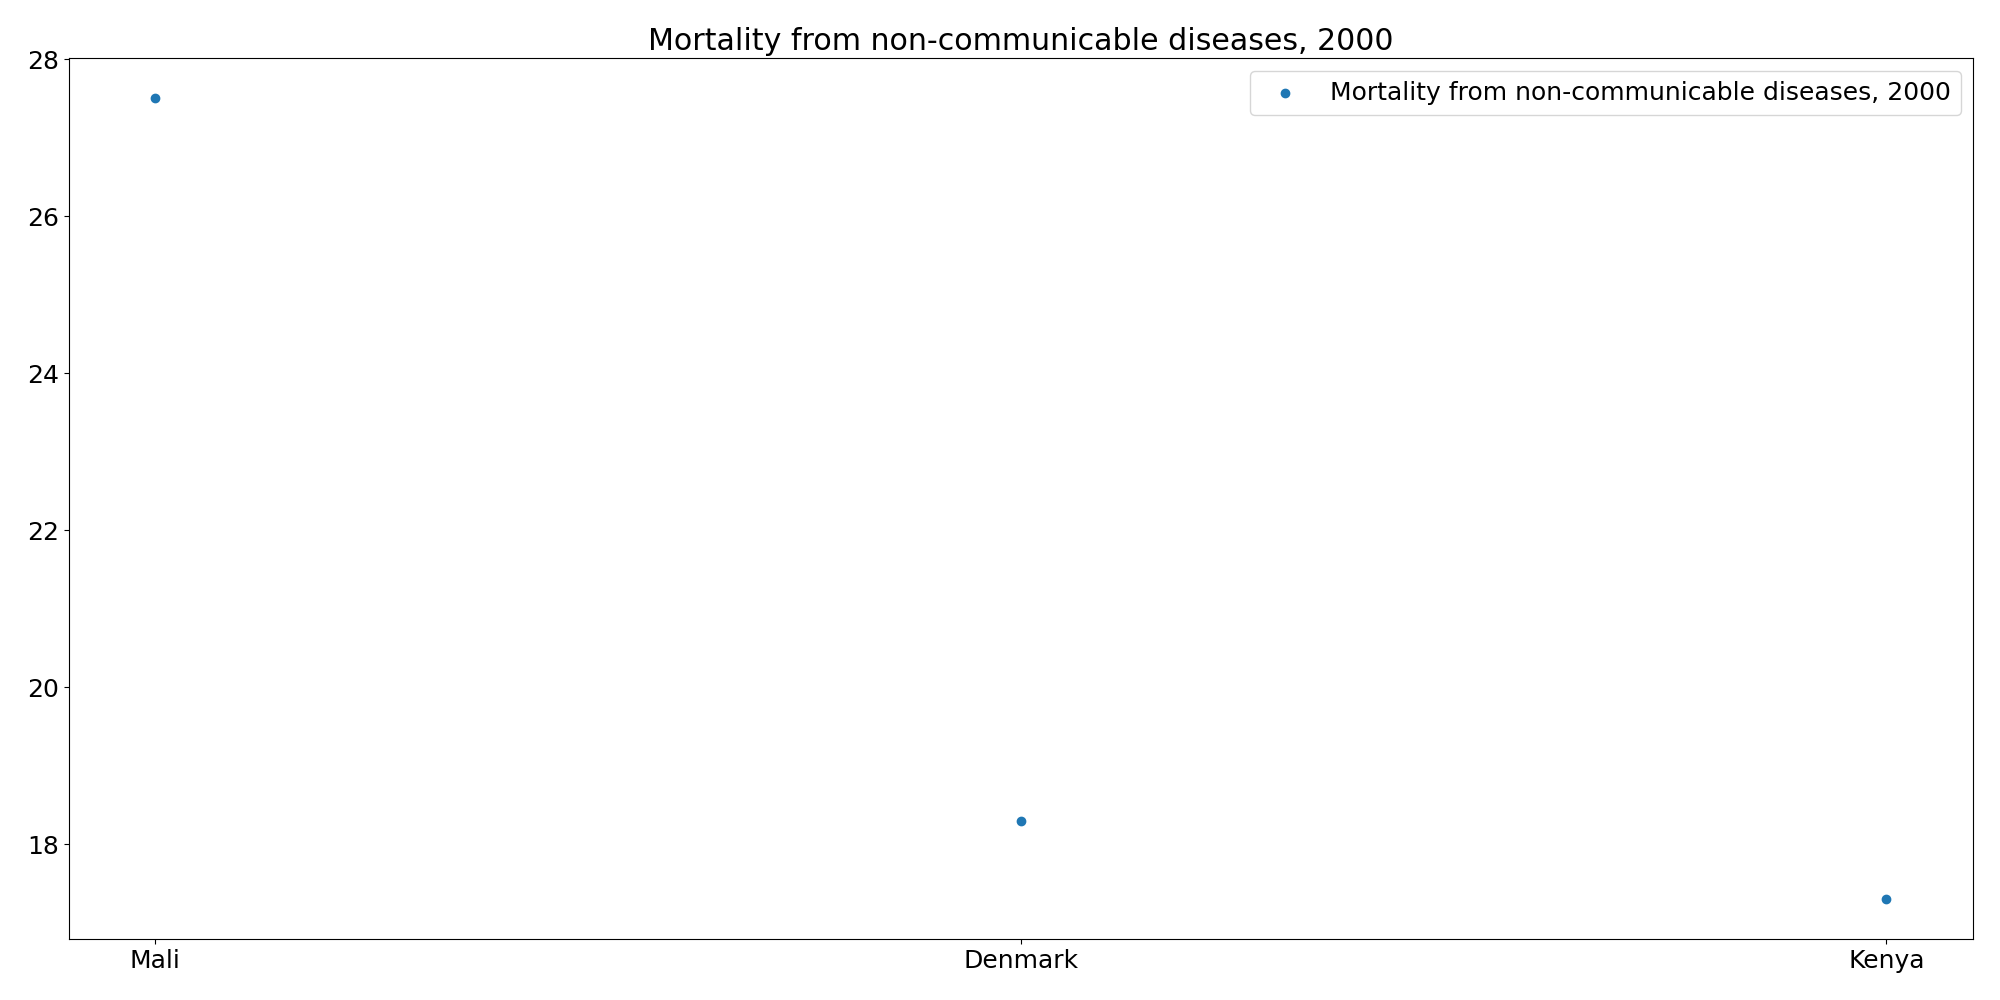 Mortality from non-communicable diseases, 2000
Mortality from non-communicable diseases, 2000
28
26
24
22
20
18
Mali Denmark Kenya